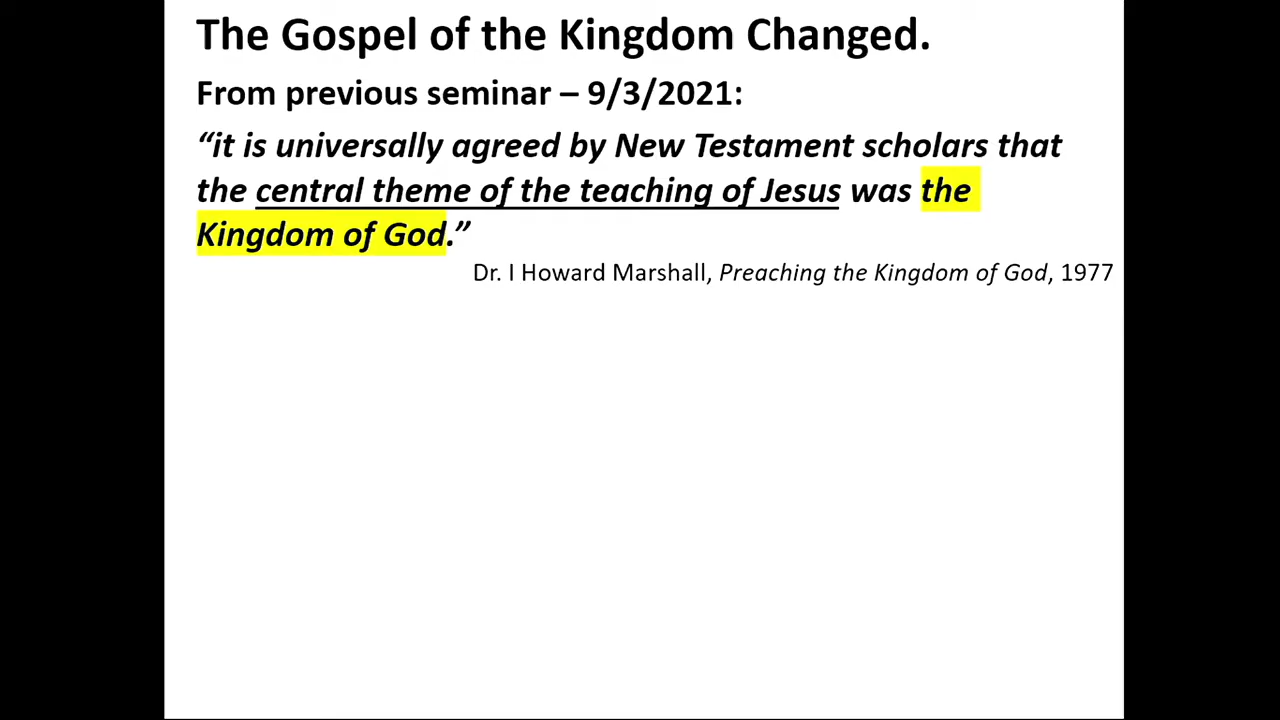 The Gospel of the Kingdom Changed.
From previous seminar – 9/3/2021:
“it is universally agreed by New Testament scholars that
the central theme of the teaching of Jesus was the
Kingdom of God.”
Dr. I Howard Marshall, Preaching the Kingdom of God, 1977